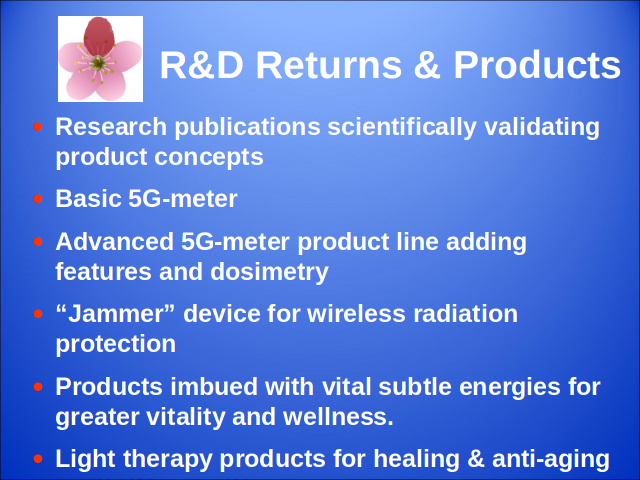 R&D Returns & Products
• Research publications scientifically validating
product concepts
• Basic 5G-meter
• Advanced 5G-meter product line adding
features and dosimetry
• “Jammer” device for wireless radiation
protection
• Products imbued with vital subtle energies for
greater vitality and wellness.
• Light therapy products for healing & anti-aging